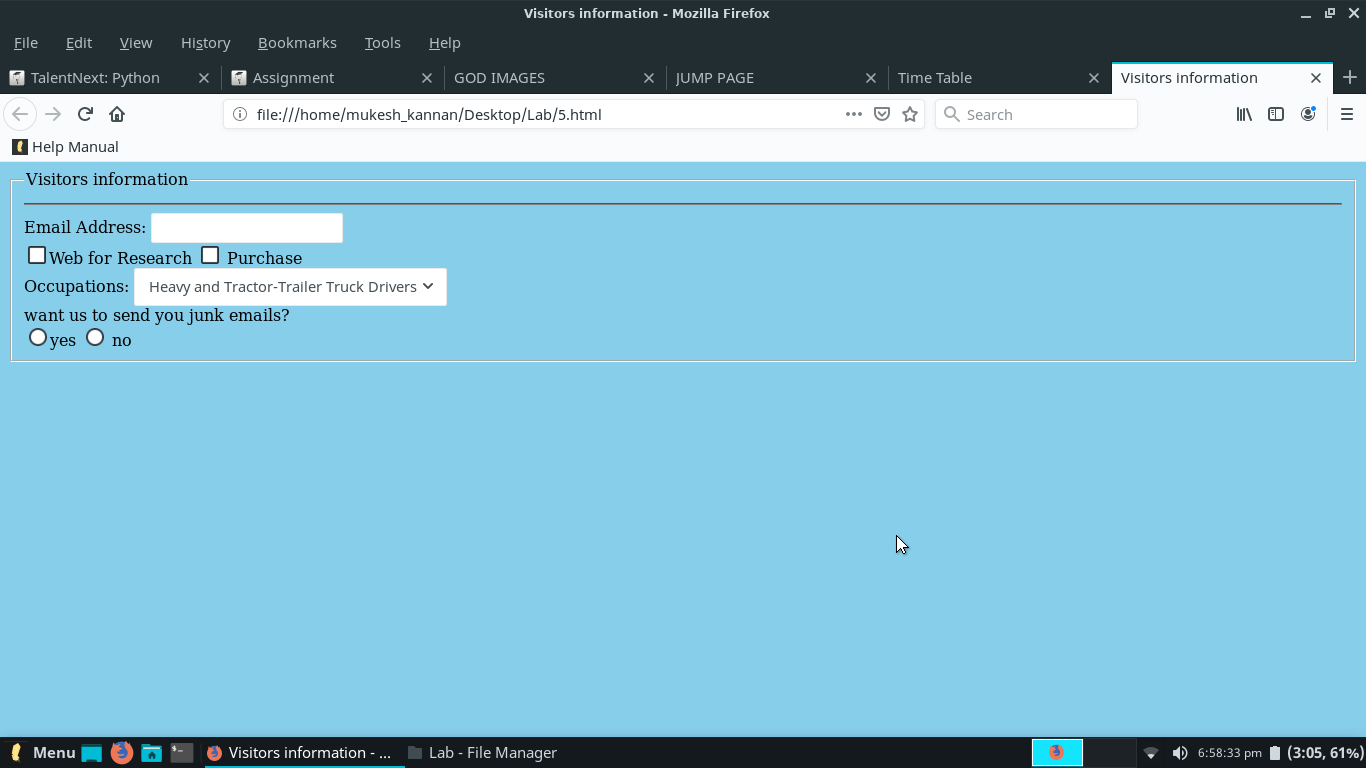 Visitors information - Mozilla Firefox
File Edit View History Bookmarks Tools Help
TalentNext: Python Assignment GOD IMAGES JUMP PAGE Time Table Visitors information
file:///home/mukesh_kannan/Desktop/Lab/5.html Search
Help Manual
Visitors information
Email Address:
Web for Research Purchase
Occupations: Heavy and Tractor-Trailer Truck Drivers
want us to send you junk emails?
yes no
Menu Visitors information - ... Lab - File Manager 6:58:33 pm (3:05, 61%)